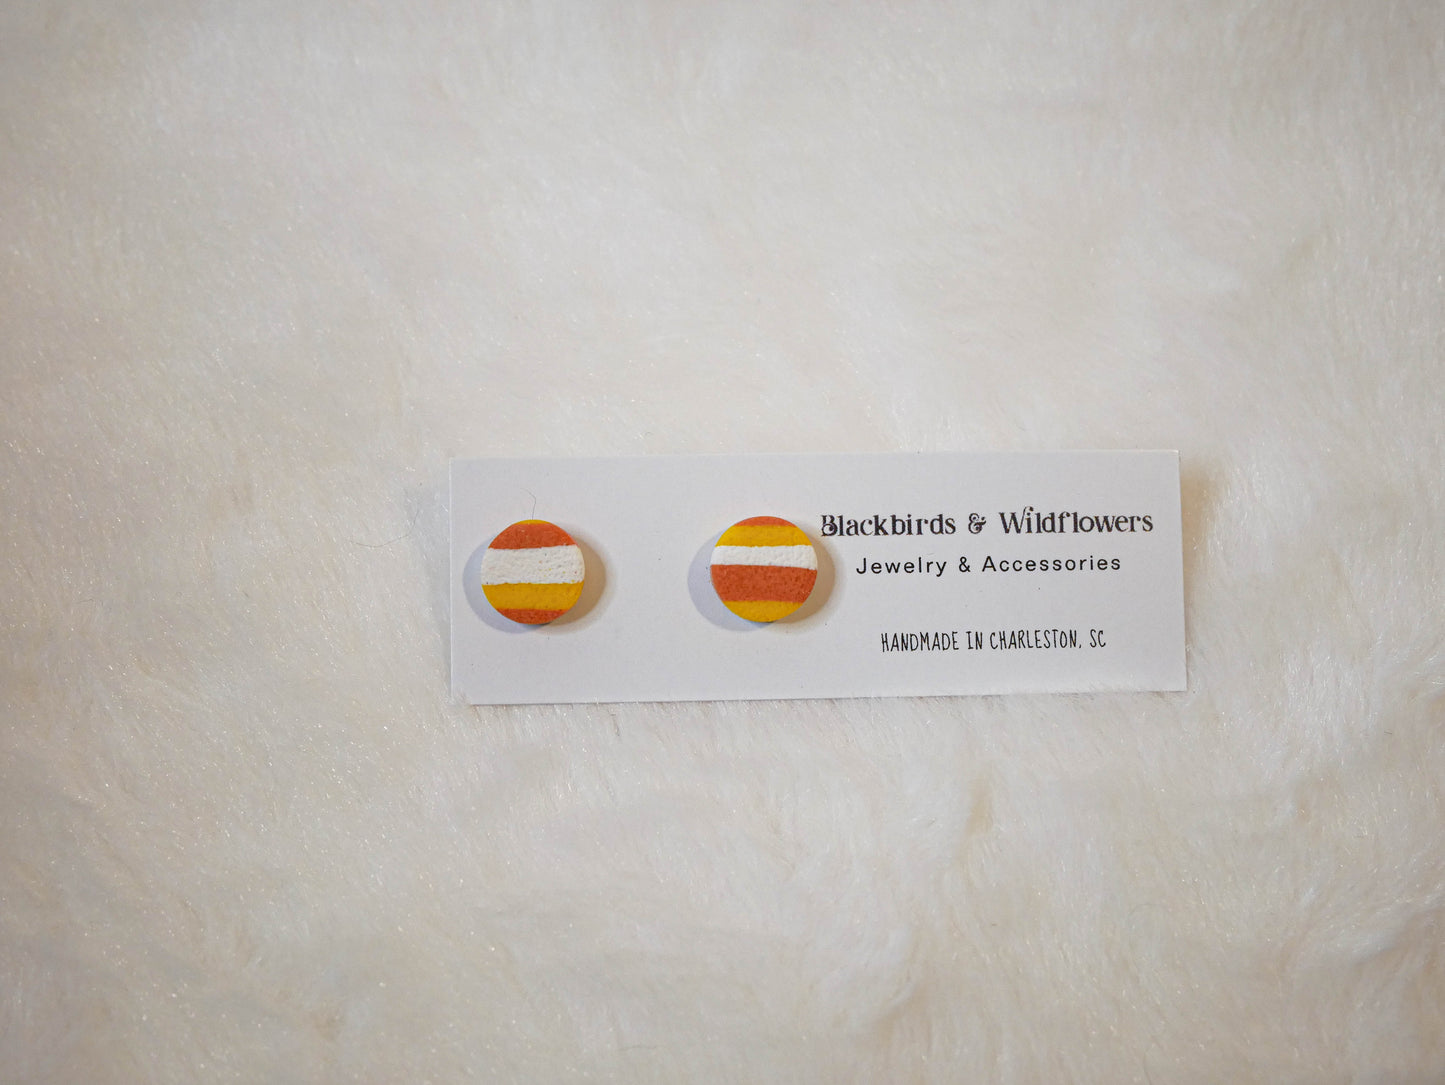 Blackbirds & Wildflowers
Jewelry & Accessories
HANDMADE IN CHARLESTON, SC